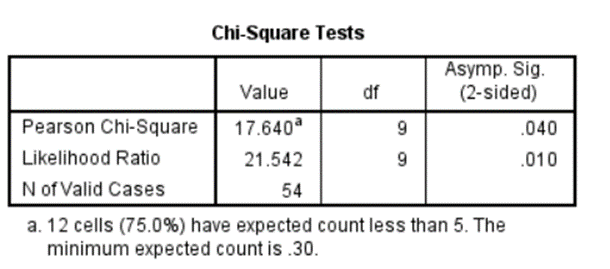 Chi-Square Tests
Value df Asymp. Sig. (2-sided)
Pearson Chi-Square 17.640a 9 .040
Likelihood Ratio 21.542 9 .010
N of Valid Cases 54
a. 12 cells (75.0%) have expected count less than 5. The
minimum expected count is .30.